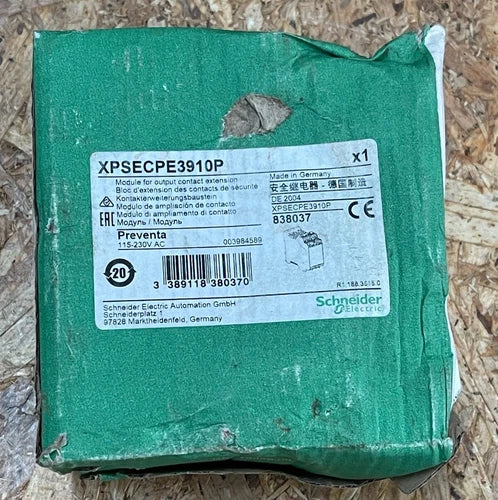 XPSECPE3910P x1
Module for output contact extension
Bloc d'extension des contacts de sécurité
Kontakterweiterungsbaustein
Modulo de ampliación de contacto
Modulo di ampliamento di contatto
Модуль / Модуль
Made in Germany
安全继电器 - 德国制造
DE 2004
XPSECPE3910P
838037
CE
EAC
Preventa
115-230V AC 003984589
20
3 389118 380370
R1.188.3515.0
Schneider Electric Automation GmbH
Schneiderplatz 1
97828 Marktheidenfeld, Germany
Schneider
Electric